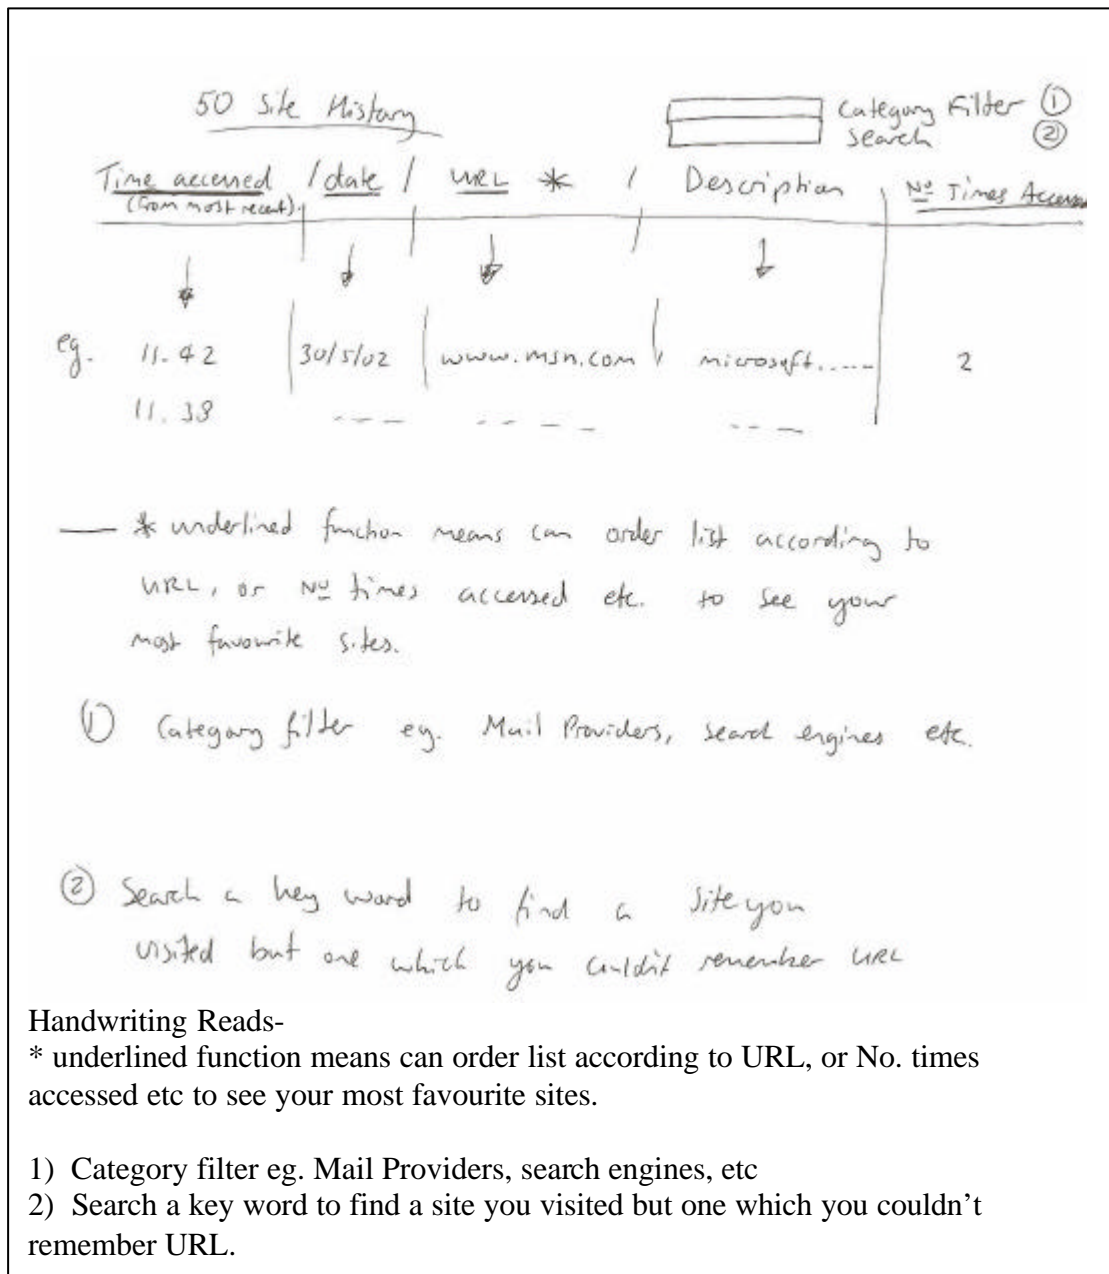 50 Site History
Category Filter ①
Search ②
Time accessed / date / URL * / Description | No Times Accessed
(from most recent)
eg. 11.42 | 30/5/02 | www.msn.com | microsoft..... | 2
11.38 ---- ----- ---
* underlined function means can order list according to
URL, or No times accessed etc. to see your
most favourite sites.
① Category filter eg. Mail Providers, search engines etc.
② Search a key word to find a site you
visited but one which you couldn't remember URL
Handwriting Reads-
* underlined function means can order list according to URL, or No. times
accessed etc to see your most favourite sites.
1) Category filter eg. Mail Providers, search engines, etc
2) Search a key word to find a site you visited but one which you couldn't
remember URL.